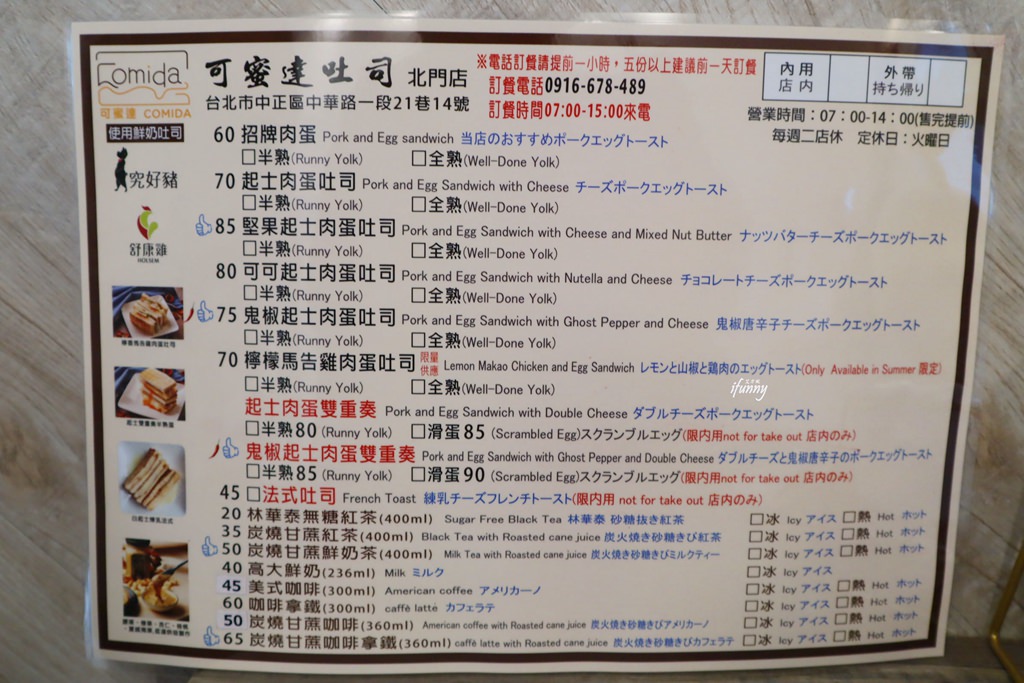 Comida
可蜜達 COMIDA
使用鮮奶吐司
究好豬
舒康雞
HOLSEM
檸檬馬告雞肉蛋吐司
起士雙重奏半熟蛋
白起士煉乳法式
可蜜達吐司 北門店
台北市中正區中華路一段21巷14號
※電話訂餐請提前一小時，五份以上建議前一天訂餐
訂餐電話0916-678-489
訂餐時間07:00-15:00來電
內用 店内
外帶 持ち帰り
營業時間：07：00-14：00(售完提前)
每週二店休 定休日：火曜日
60 招牌肉蛋 Pork and Egg sandwich 当店のおすすめポークエッグトースト
□半熟(Runny Yolk) □全熟(Well-Done Yolk)
70 起士肉蛋吐司 Pork and Egg Sandwich with Cheese チーズポークエッグトースト
□半熟(Runny Yolk) □全熟(Well-Done Yolk)
85 堅果起士肉蛋吐司 Pork and Egg Sandwich with Cheese and Mixed Nut Butter ナッツバターチーズポークエッグトースト
□半熟(Runny Yolk) □全熟(Well-Done Yolk)
80 可可起士肉蛋吐司 Pork and Egg Sandwich with Nutella and Cheese チョコレートチーズポークエッグトースト
□半熟(Runny Yolk) □全熟(Well-Done Yolk)
75 鬼椒起士肉蛋吐司 Pork and Egg Sandwich with Ghost Pepper and Cheese 鬼椒唐辛子チーズポークエッグトースト
□半熟(Runny Yolk) □全熟(Well-Done Yolk)
70 檸檬馬告雞肉蛋吐司 限量供應 Lemon Makao Chicken and Egg Sandwich レモンと山椒と鶏肉のエッグトースト(Only Available in Summer 限定)
□半熟(Runny Yolk) □全熟(Well-Done Yolk)
ifunny
起士肉蛋雙重奏 Pork and Egg Sandwich with Double Cheese ダブルチーズポークエッグトースト
□半熟80 (Runny Yolk) □滑蛋85 (Scrambled Egg)スクランブルエッグ(限内用not for take out 店内のみ)
鬼椒起士肉蛋雙重奏 Pork and Egg Sandwich with Ghost Pepper and Double Cheese ダブルチーズと鬼椒唐辛子のポークエッグトースト
□半熟85 (Runny Yolk) □滑蛋90 (Scrambled Egg)スクランブルエッグ(限内用not for take out 店内のみ)
45 □法式吐司 French Toast 練乳チーズフレンチトースト(限内用 not for take out 店内のみ)
20 林華泰無糖紅茶(400ml) Sugar Free Black Tea 林華泰 砂糖抜き紅茶 □冰 Icy アイス □熱 Hot ホット
35 炭燒甘蔗紅茶(400ml) Black Tea with Roasted cane juice 炭火焼き砂糖きび紅茶 □冰 Icy アイス □熱 Hot ホット
50 炭燒甘蔗鮮奶茶(400ml) Milk Tea with Roasted cane juice 炭火焼き砂糖きびミルクティー □冰 Icy アイス □熱 Hot ホット
40 高大鮮奶(236ml) Milk ミルク □冰 Icy アイス
45 美式咖啡(300ml) American coffee アメリカーノ □冰 Icy アイス □熱 Hot ホット
60 咖啡拿鐵(300ml) caffè latte カフェラテ □冰 Icy アイス □熱 Hot ホット
50 炭燒甘蔗咖啡(360ml) American coffee with Roasted cane juice 炭火焼き砂糖きびアメリカーノ □冰 Icy アイス □熱 Hot ホット
65 炭燒甘蔗咖啡拿鐵(360ml) caffè latte with Roasted cane juice 炭火焼き砂糖きびカフェラテ □冰 Icy アイス □熱 Hot ホット